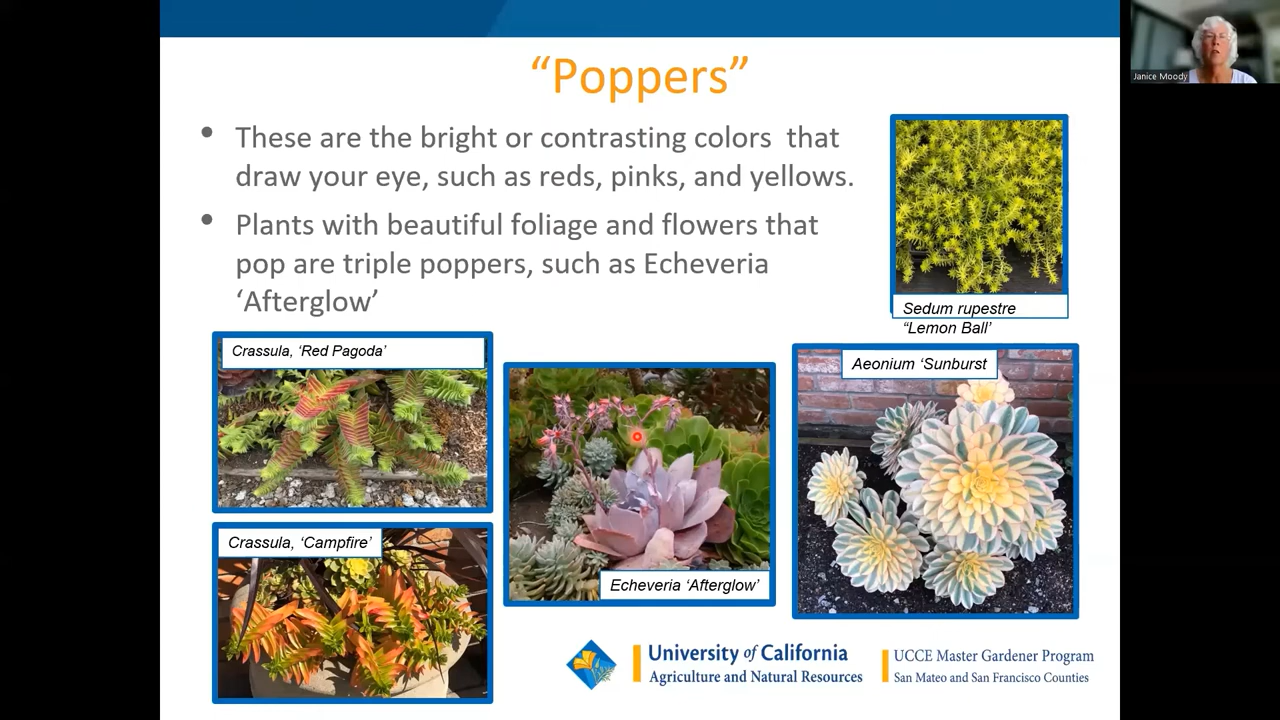 “Poppers”
• These are the bright or contrasting colors  that
draw your eye, such as reds, pinks, and yellows.
• Plants with beautiful foliage and flowers that
pop are triple poppers, such as Echeveria
‘Afterglow’
Sedum rupestre
“Lemon Ball’
Crassula, ‘Red Pagoda’
Crassula, ‘Campfire’
Echeveria ‘Afterglow’
Aeonium ‘Sunburst
University of California
Agriculture and Natural Resources
UCCE Master Gardener Program
San Mateo and San Francisco Counties
Janice Moody